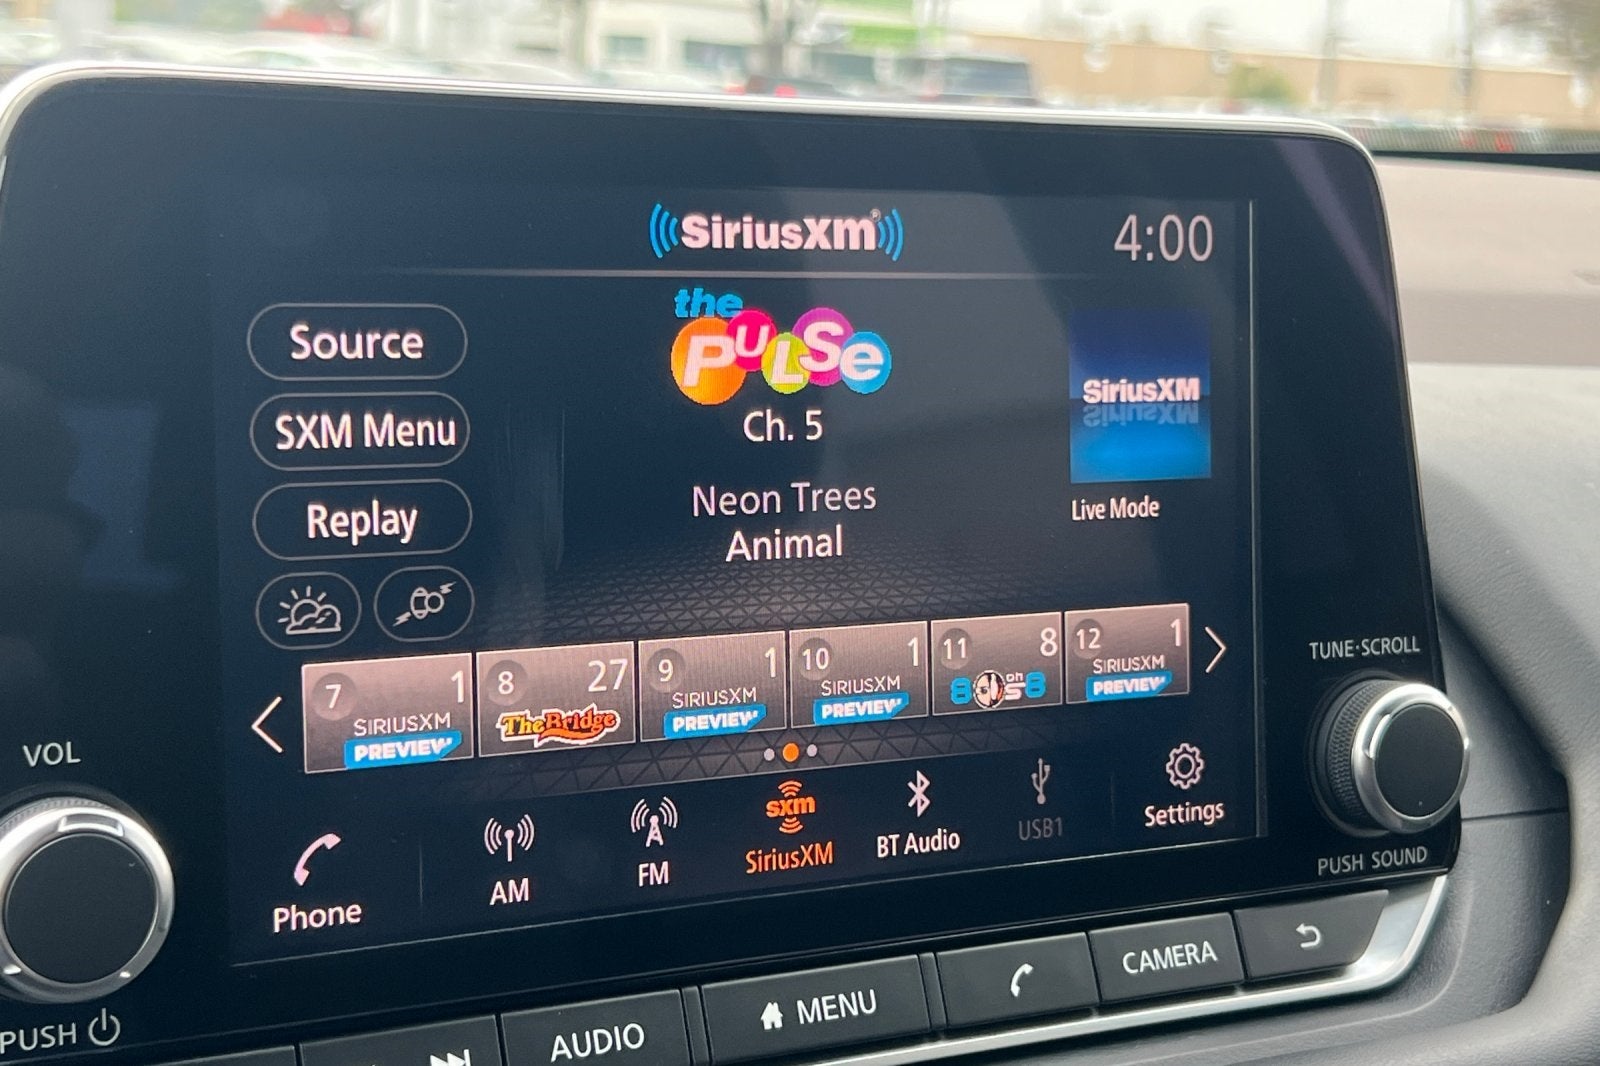 SiriusXM®
4:00
Source
SXM Menu
Replay
the
PULSE
Ch. 5
Neon Trees
Animal
SiriusXM
Live Mode
7 1
SIRIUSXM
PREVIEW
8 27
The Bridge
9 1
SIRIUSXM
PREVIEW
10 1
SIRIUSXM
PREVIEW
11 8
80s on 8
12 1
SIRIUSXM
PREVIEW
Phone
AM
FM
sxm
SiriusXM
BT Audio
USB1
Settings
VOL
PUSH
TUNE·SCROLL
PUSH SOUND
AUDIO
MENU
CAMERA